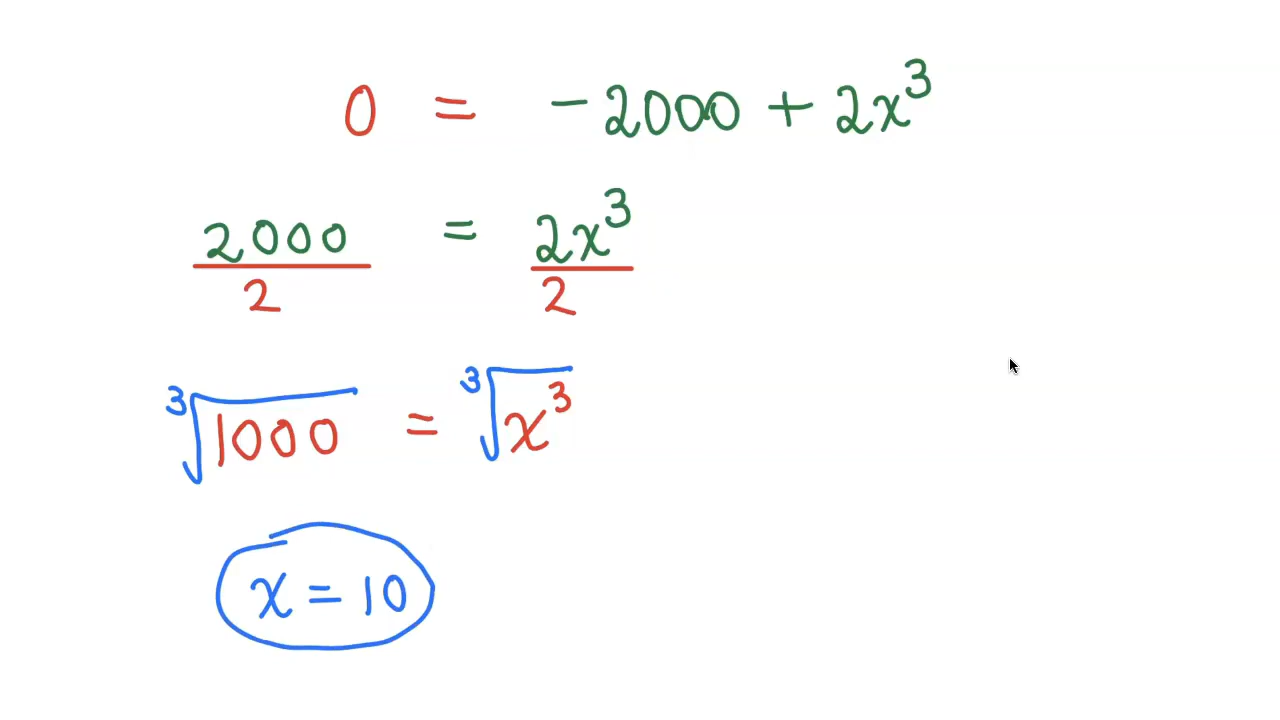 0 = -2000 + 2x³
2000/2 = 2x³/2
∛1000 = ∛x³
x = 10